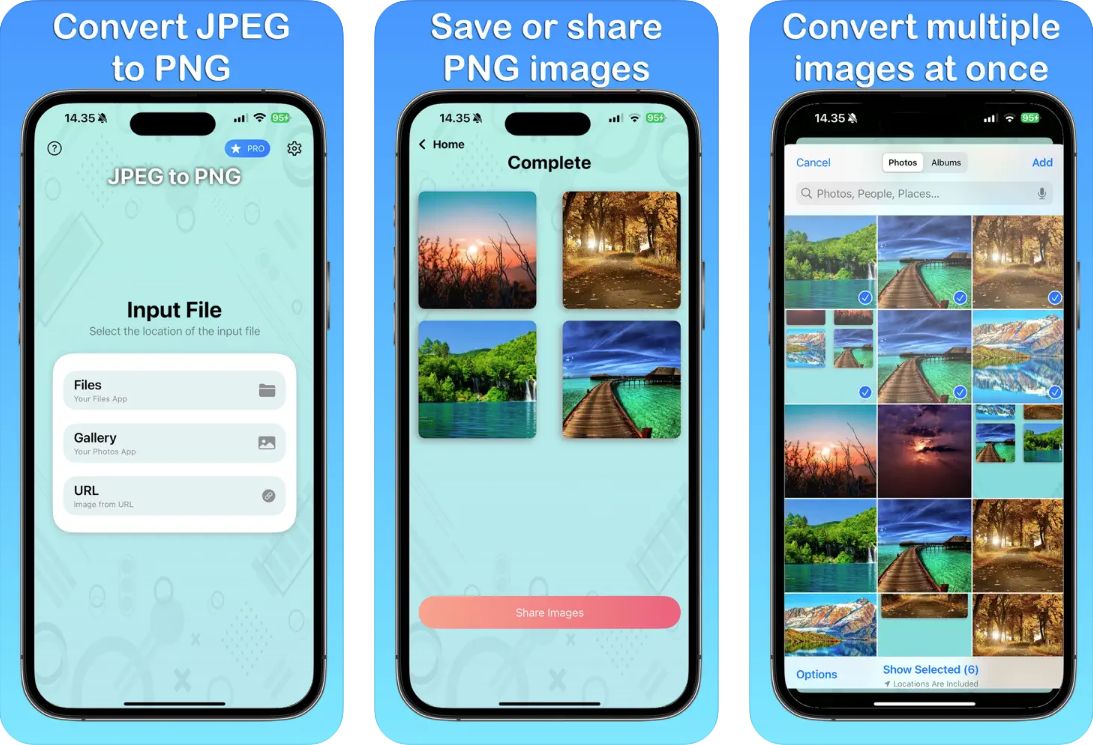 Convert JPEG
to PNG
14.35
95
?
PRO
JPEG to PNG
Input File
Select the location of the input file
Files
Your Files App
Gallery
Your Photos App
URL
Image from URL
Save or share
PNG images
14.35
95
Home
Complete
Share Images
Convert multiple
images at once
14.35
95
Cancel
Photos
Albums
Add
Photos, People, Places...
Options
Show Selected (6)
Locations Are Included